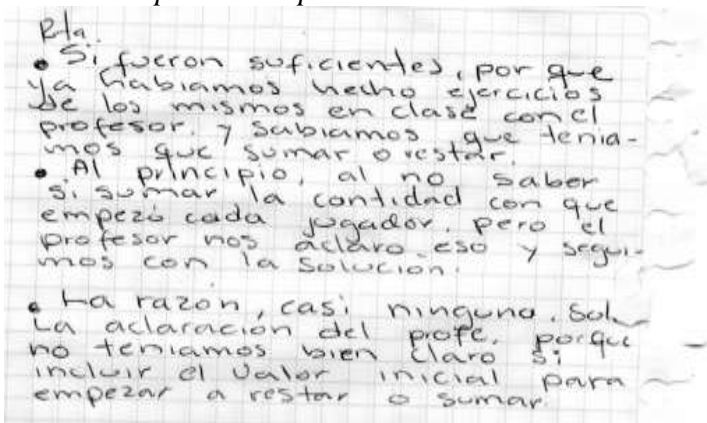 Rta.
• Si fueron suficientes, por que
ya habiamos hecho ejercicios
de los mismos en clase con el
profesor. y sabiamos que tenia-
mos que sumar o restar.
• Al principio, al no saber
si sumar la cantidad con que
empezó cada jugador. pero el
profesor nos aclaro eso y segui-
mos con la solución.
• La razón, casi ninguna. Solo
La aclaración del profe. porque
no teniamos bien claro si
incluir el valor inicial para
empezar a restar o sumar.